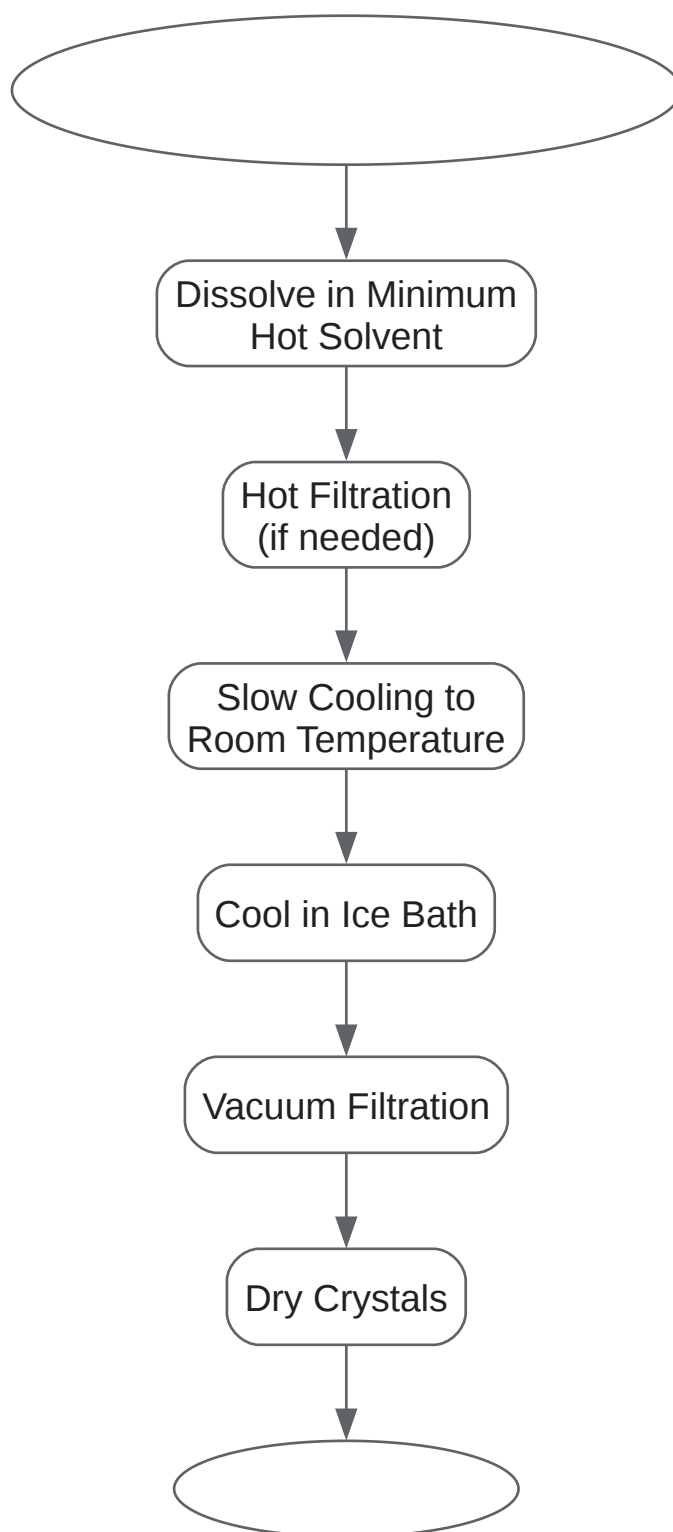 Dissolve in Minimum
Hot Solvent
Hot Filtration
(if needed)
Slow Cooling to
Room Temperature
Cool in Ice Bath
Vacuum Filtration
Dry Crystals